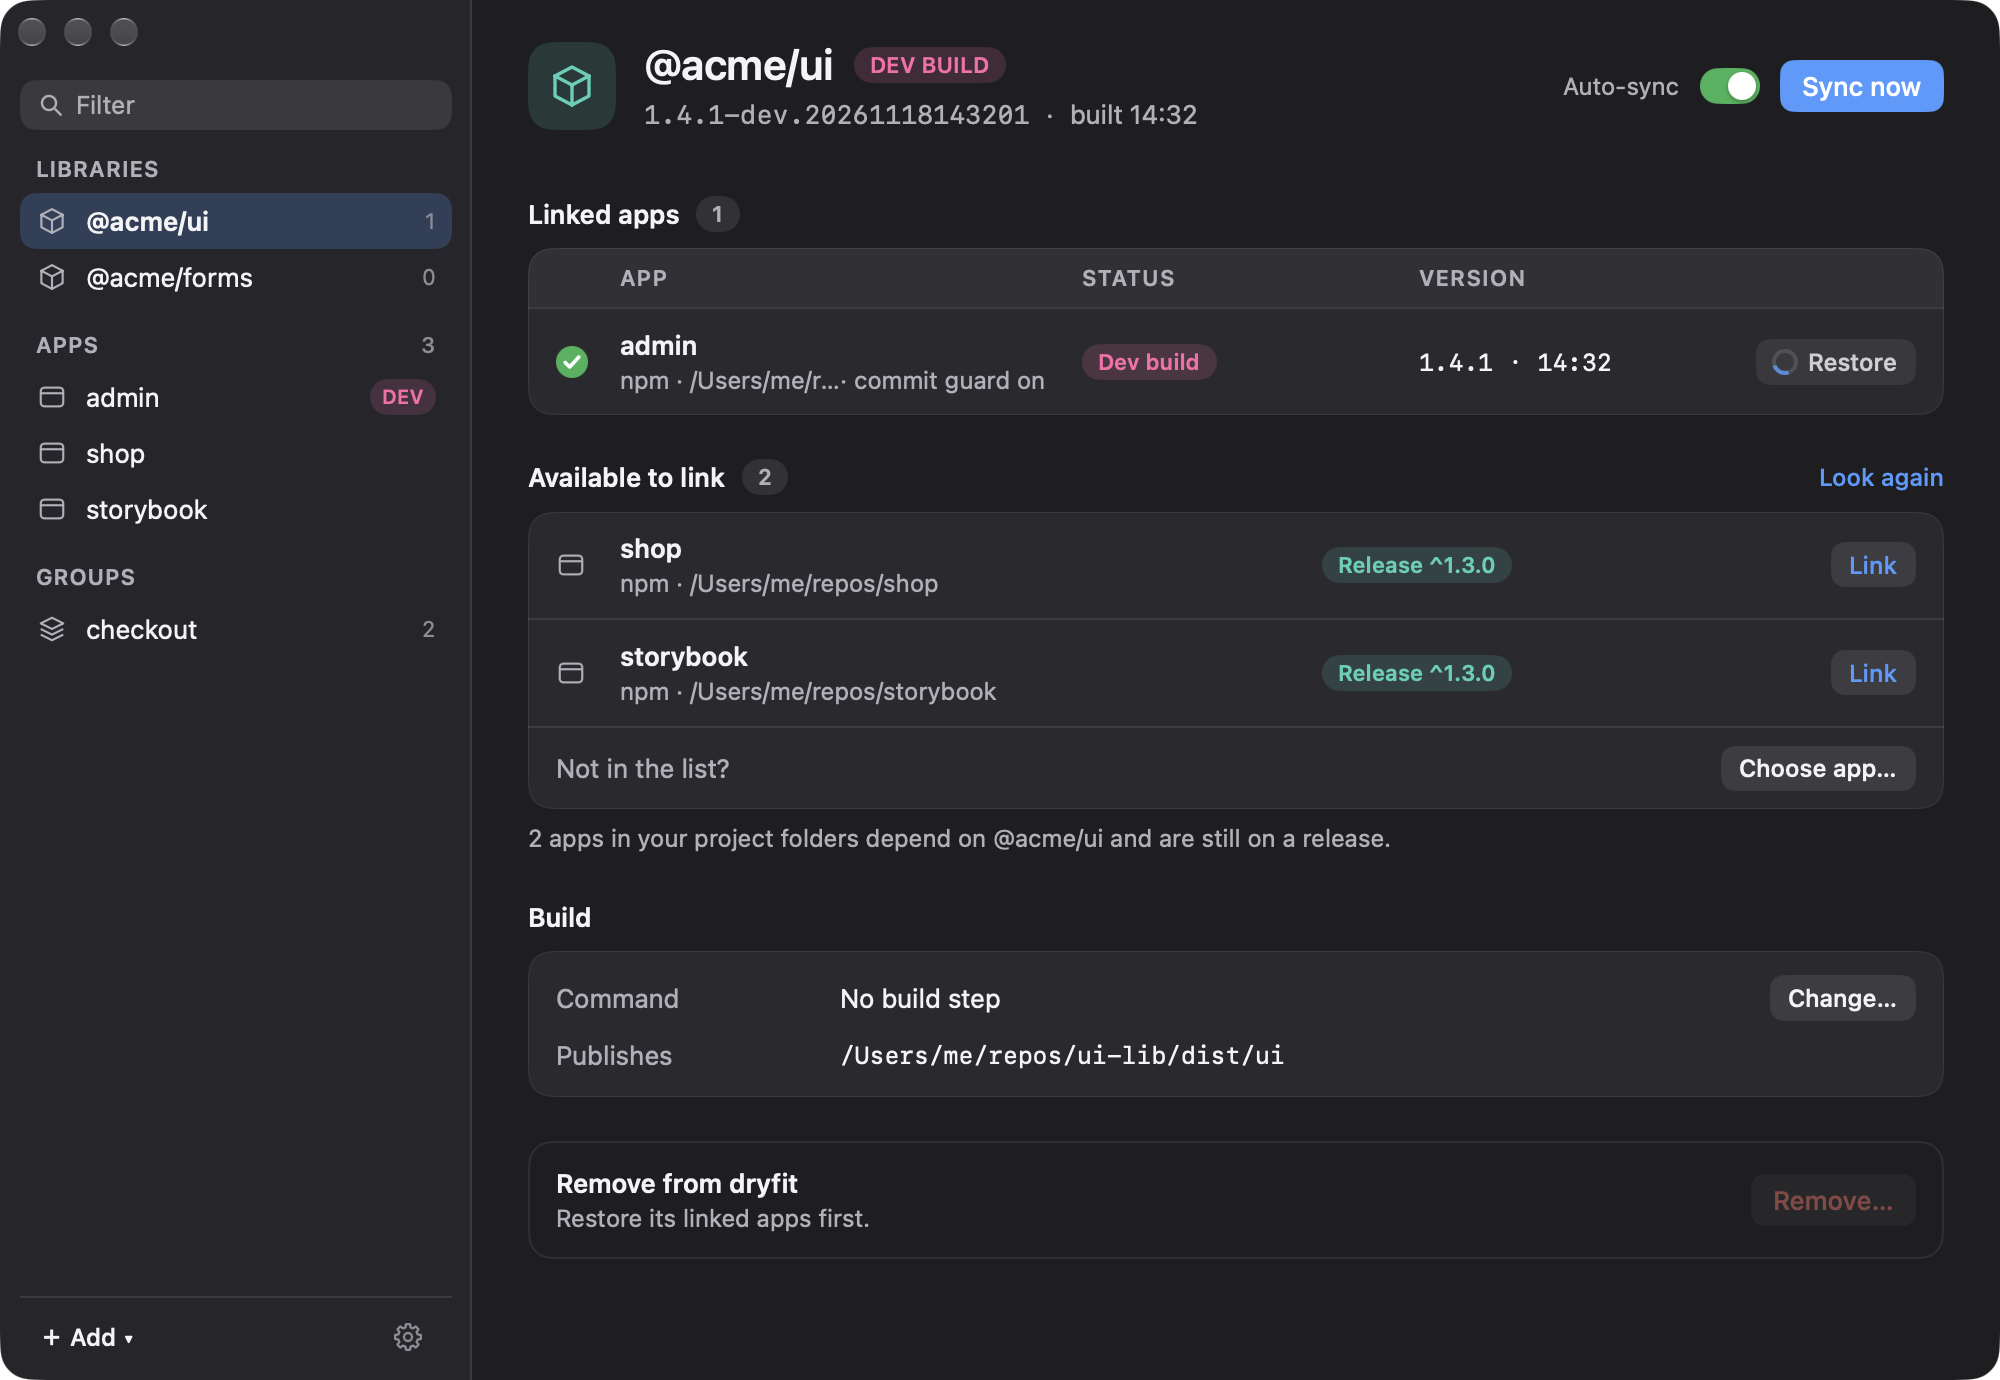 Filter
LIBRARIES
@acme/ui 1
@acme/forms 0
APPS 3
admin DEV
shop
storybook
GROUPS
checkout 2
+ Add ▾
@acme/ui DEV BUILD
1.4.1-dev.20261118143201 · built 14:32
Auto-sync
Sync now
Linked apps 1
APP STATUS VERSION
admin
npm · /Users/me/r...· commit guard on
Dev build
1.4.1 · 14:32
Restore
Available to link 2
Look again
shop
npm · /Users/me/repos/shop
Release ^1.3.0
Link
storybook
npm · /Users/me/repos/storybook
Release ^1.3.0
Link
Not in the list?
Choose app...
2 apps in your project folders depend on @acme/ui and are still on a release.
Build
Command No build step
Change...
Publishes /Users/me/repos/ui-lib/dist/ui
Remove from dryfit
Restore its linked apps first.
Remove...